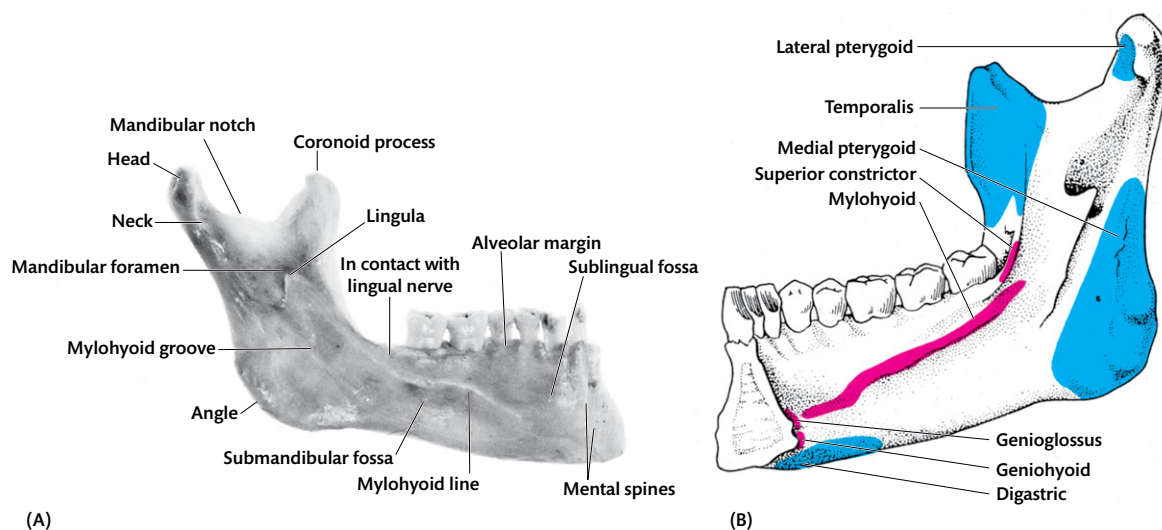 Mandibular notch
Coronoid process
Head
Neck
Lingula
Mandibular foramen
In contact with
lingual nerve
Alveolar margin
Sublingual fossa
Mylohyoid groove
Angle
Submandibular fossa
Mylohyoid line
Mental spines
(A)
Lateral pterygoid
Temporalis
Medial pterygoid
Superior constrictor
Mylohyoid
Genioglossus
Geniohyoid
Digastric
(B)